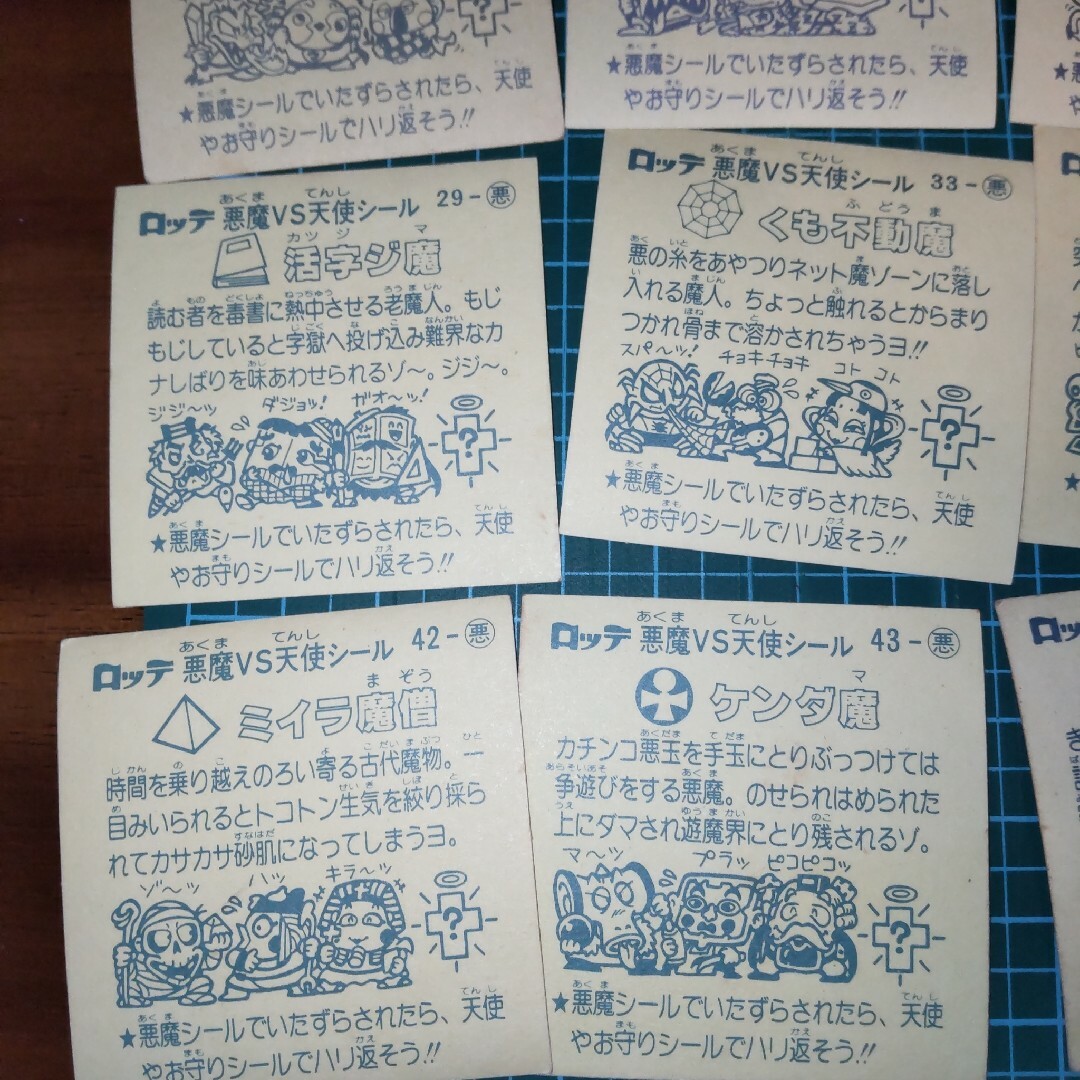 ★悪魔シールでいたずらされたら、天使
やお守りシールでハリ返そう!!
★悪魔シールでいたずらされたら、天使
やお守りシールでハリ返そう!!
ロッテ 悪魔VS天使シール 29-悪
活字ジ魔
読む者を毒書に熱中させる老魔人。もじ
もじしていると字獄へ投げ込み難界なカ
ナしばりを味あわせられるゾ〜。ジジ〜。
ジジ〜ッ ダジョッ! ガオ〜ッ!
?
★悪魔シールでいたずらされたら、天使
やお守りシールでハリ返そう!!
ロッテ 悪魔VS天使シール 33-悪
くも不動魔
悪の糸をあやつりネット魔ゾーンに落し
入れる魔人。ちょっと触れるとからまり
つかれ骨まで溶かされちゃうヨ!!
スパ〜ッ! チョキチョキ コト コト
?
★悪魔シールでいたずらされたら、天使
やお守りシールでハリ返そう!!
ロッテ 悪魔VS天使シール 42-悪
ミイラ魔僧
時間を乗り越えのろい寄る古代魔物。一
目みいられるとトコトン生気を絞り採ら
れてカサカサ砂肌になってしまうヨ。
ゾ〜ッ ハッ キラ〜ッ
?
★悪魔シールでいたずらされたら、天使
やお守りシールでハリ返そう!!
ロッテ 悪魔VS天使シール 43-悪
ケンダ魔
カチンコ悪玉を手玉にとりぶっつけては
争遊びをする悪魔。のせられはめられた
上にダマされ遊魔界にとり残されるゾ。
マ〜ッ プラッ ピコピコッ
?
★悪魔シールでいたずらされたら、天使
やお守りシールでハリ返そう!!